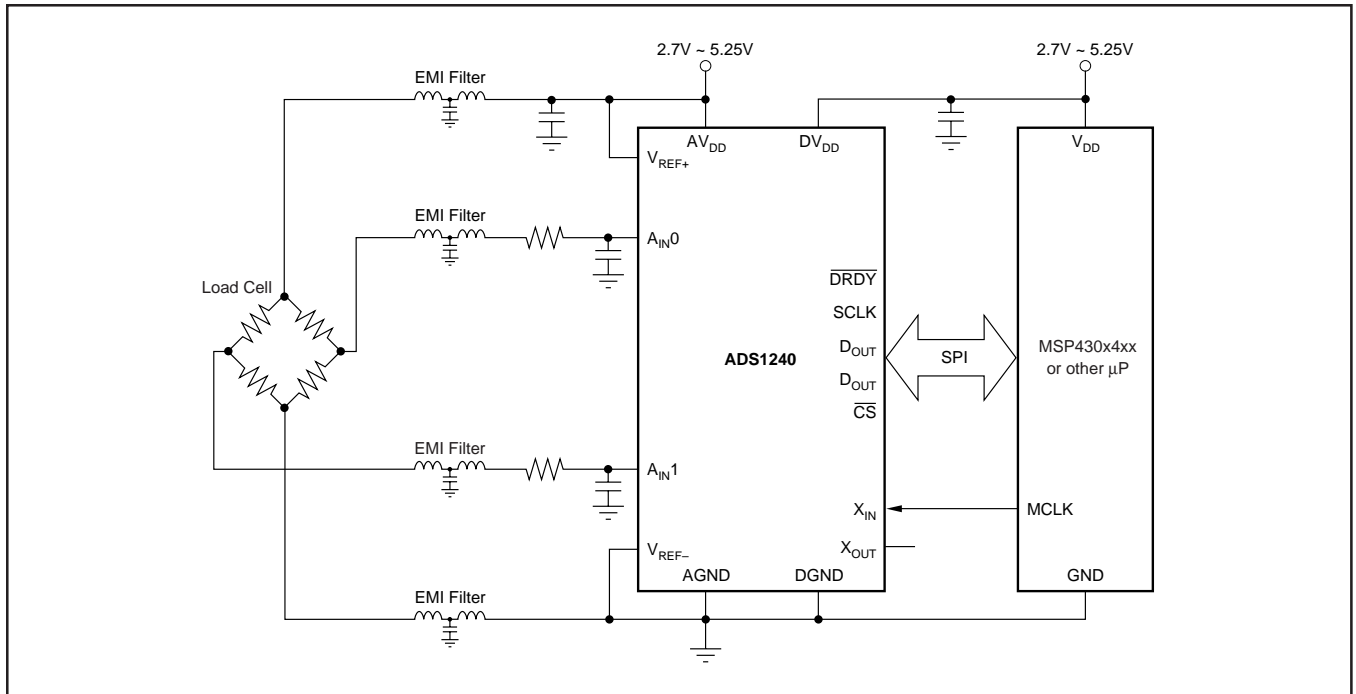 2.7V ~ 5.25V
2.7V ~ 5.25V
EMI Filter
AVDD
DVDD
VDD
VREF+
EMI Filter
AIN0
DRDY
Load Cell
SCLK
ADS1240
DOUT
SPI
MSP430x4xx
or other µP
DOUT
CS
EMI Filter
AIN1
XIN
MCLK
VREF–
XOUT
AGND
DGND
GND
EMI Filter